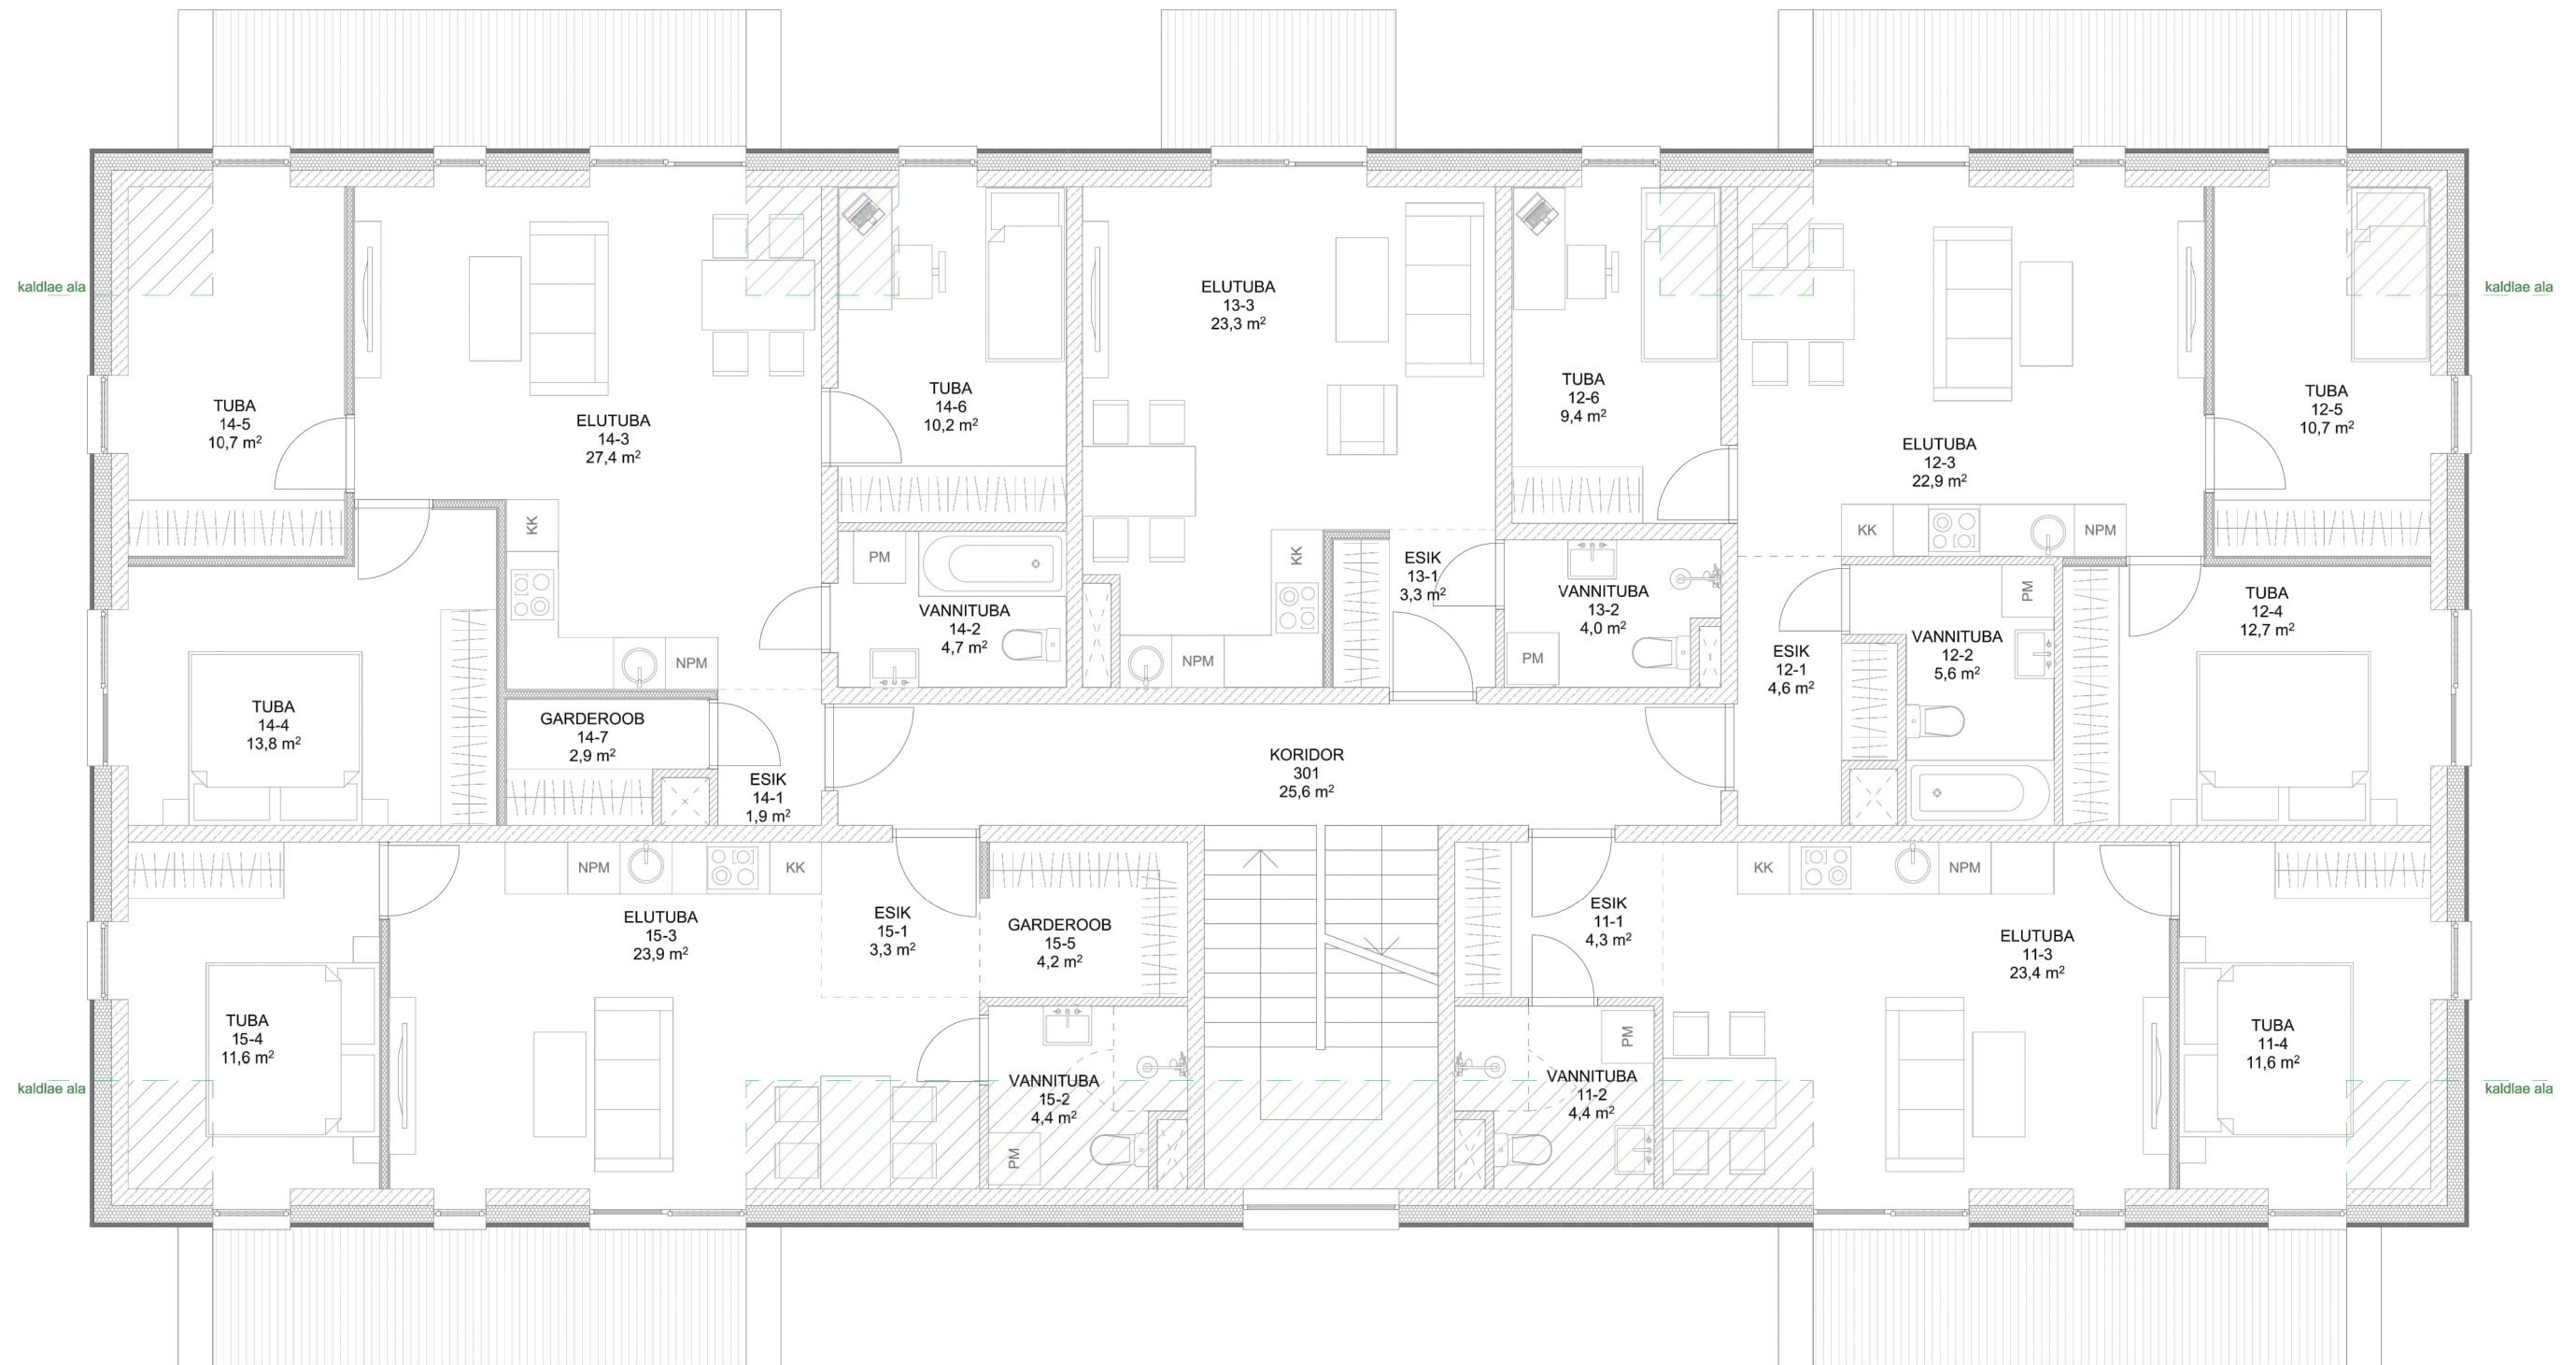 kaldlae ala
kaldlae ala
TUBA
14-5
10,7 m²
ELUTUBA
14-3
27,4 m²
TUBA
14-6
10,2 m²
ELUTUBA
13-3
23,3 m²
TUBA
12-6
9,4 m²
ELUTUBA
12-3
22,9 m²
TUBA
12-5
10,7 m²
KK
PM
VANNITUBA
14-2
4,7 m²
NPM
KK
NPM
ESIK
13-1
3,3 m²
VANNITUBA
13-2
4,0 m²
PM
KK
NPM
PM
VANNITUBA
12-2
5,6 m²
ESIK
12-1
4,6 m²
TUBA
12-4
12,7 m²
TUBA
14-4
13,8 m²
GARDEROOB
14-7
2,9 m²
ESIK
14-1
1,9 m²
KORIDOR
301
25,6 m²
NPM
KK
ELUTUBA
15-3
23,9 m²
ESIK
15-1
3,3 m²
GARDEROOB
15-5
4,2 m²
ESIK
11-1
4,3 m²
KK
NPM
ELUTUBA
11-3
23,4 m²
TUBA
15-4
11,6 m²
VANNITUBA
15-2
4,4 m²
PM
PM
VANNITUBA
11-2
4,4 m²
TUBA
11-4
11,6 m²
kaldlae ala
kaldlae ala